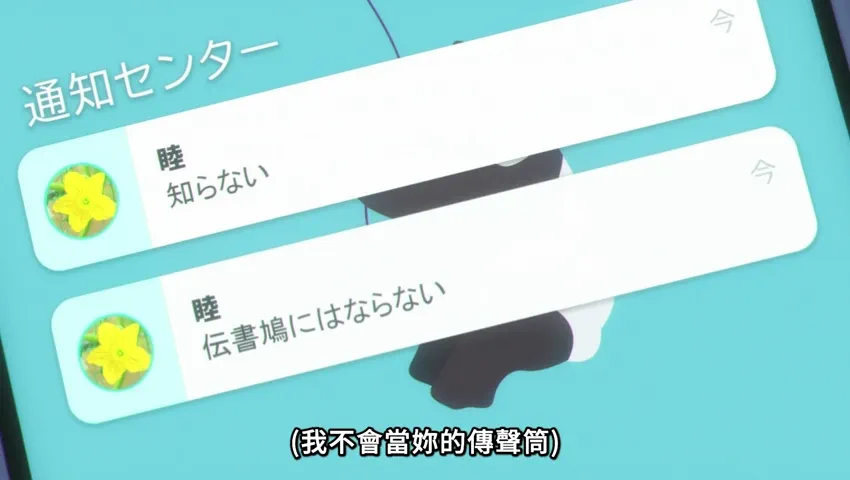 通知センター
今
睦
知らない
今
睦
伝書鳩にはならない
(我不會當妳的傳聲筒)